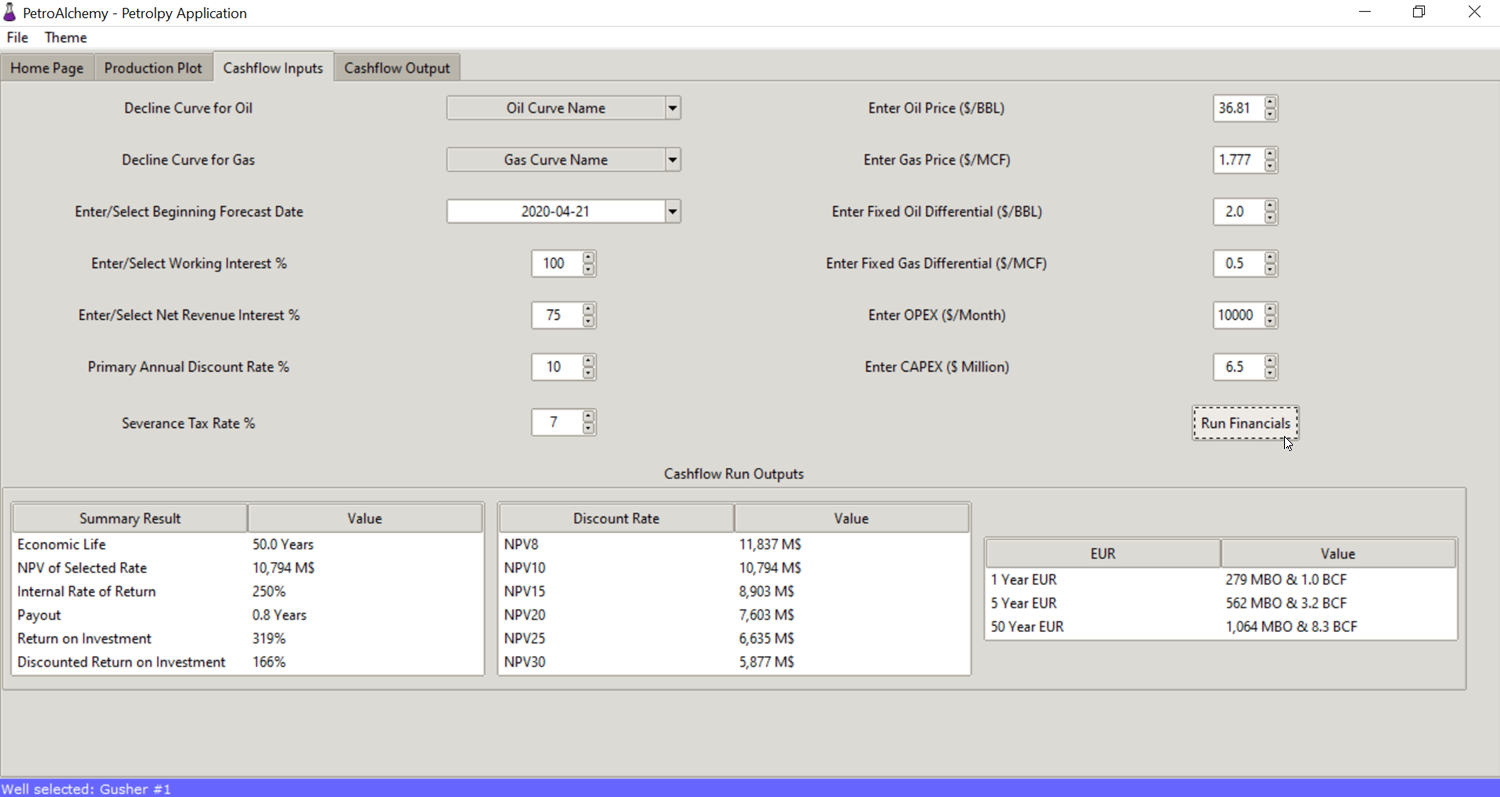 PetroAlchemy - Petrolpy Application
File Theme
Home Page Production Plot Cashflow Inputs Cashflow Output
Decline Curve for Oil Oil Curve Name Enter Oil Price ($/BBL) 36.81
Decline Curve for Gas Gas Curve Name Enter Gas Price ($/MCF) 1.777
Enter/Select Beginning Forecast Date 2020-04-21 Enter Fixed Oil Differential ($/BBL) 2.0
Enter/Select Working Interest % 100 Enter Fixed Gas Differential ($/MCF) 0.5
Enter/Select Net Revenue Interest % 75 Enter OPEX ($/Month) 10000
Primary Annual Discount Rate % 10 Enter CAPEX ($ Million) 6.5
Severance Tax Rate % 7 Run Financials
Cashflow Run Outputs
Summary Result Value
Economic Life 50.0 Years
NPV of Selected Rate 10,794 M$
Internal Rate of Return 250%
Payout 0.8 Years
Return on Investment 319%
Discounted Return on Investment 166%
Discount Rate Value
NPV8 11,837 M$
NPV10 10,794 M$
NPV15 8,903 M$
NPV20 7,603 M$
NPV25 6,635 M$
NPV30 5,877 M$
EUR Value
1 Year EUR 279 MBO & 1.0 BCF
5 Year EUR 562 MBO & 3.2 BCF
50 Year EUR 1,064 MBO & 8.3 BCF
Well selected: Gusher #1